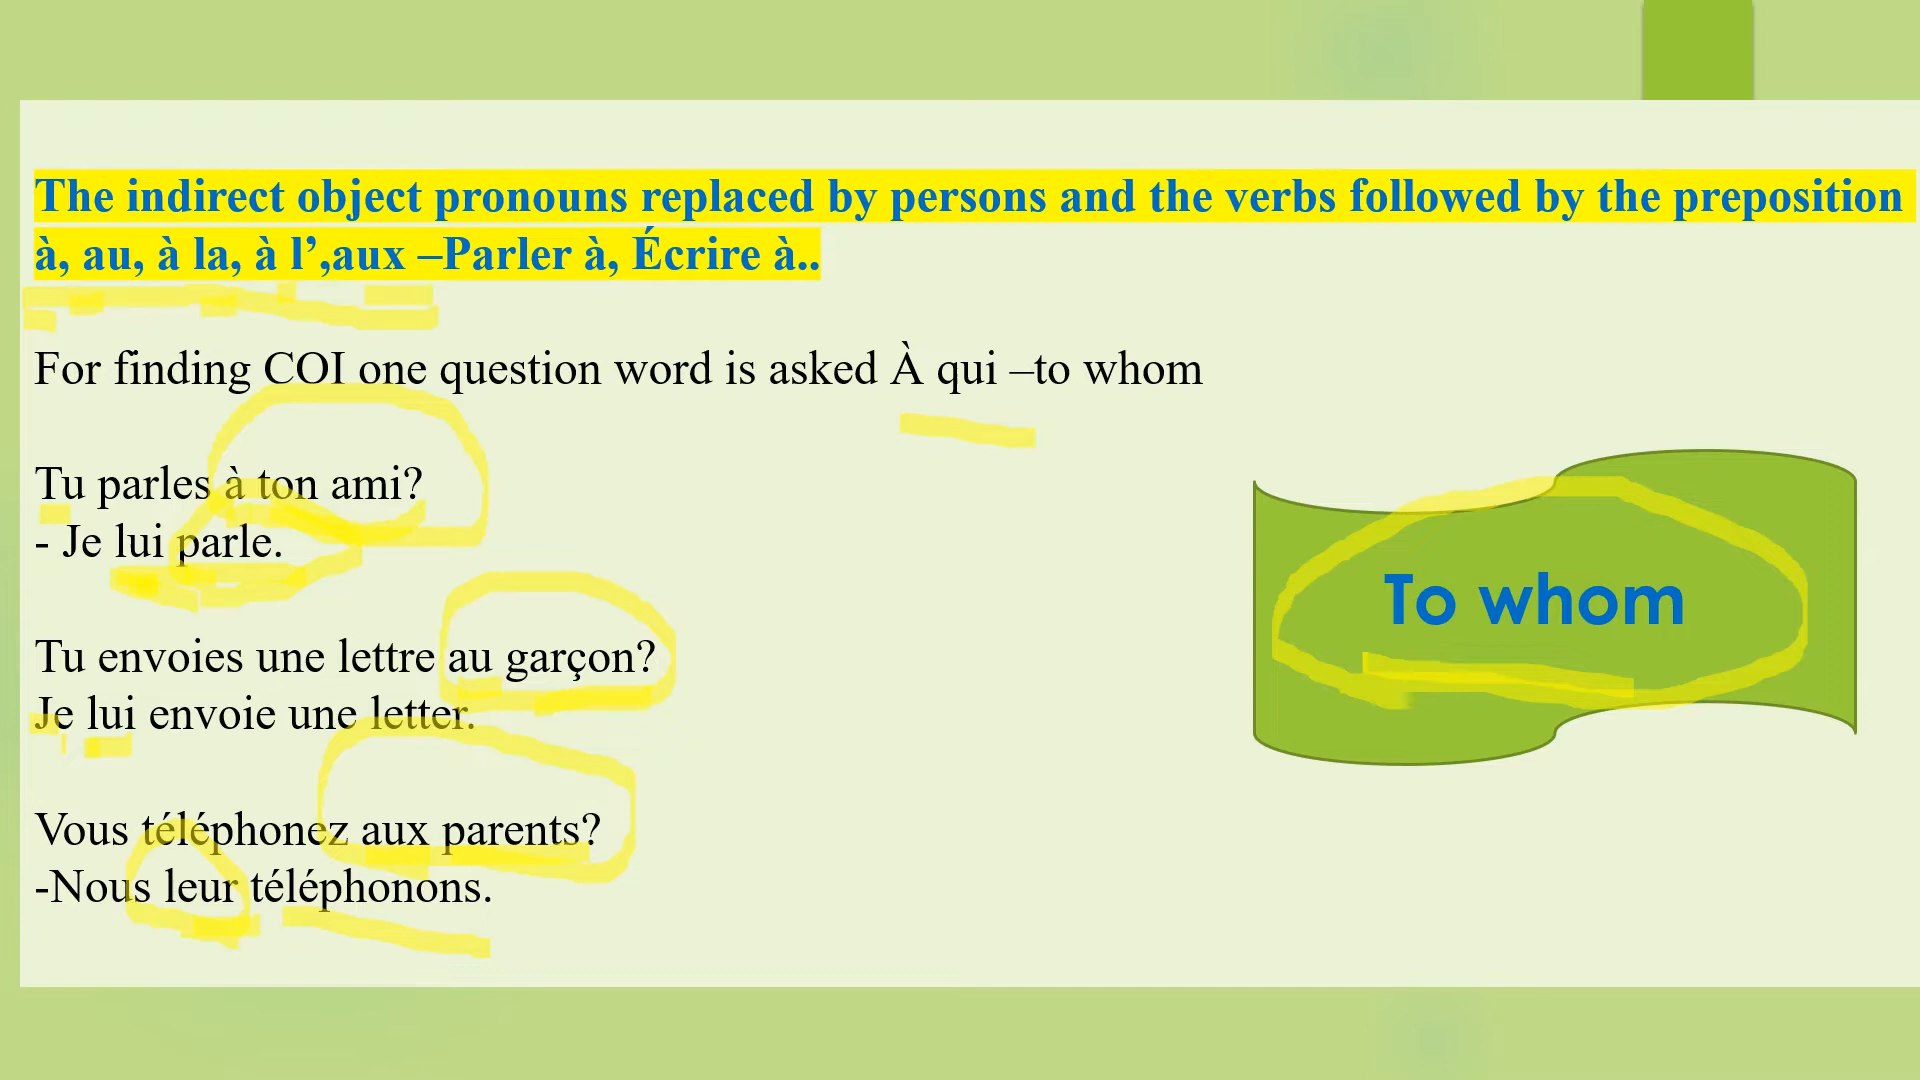 The indirect object pronouns replaced by persons and the verbs followed by the preposition
à, au, à la, à l’,aux –Parler à, Écrire à..
For finding COI one question word is asked À qui –to whom
Tu parles à ton ami?
- Je lui parle.
Tu envoies une lettre au garçon?
Je lui envoie une letter.
Vous téléphonez aux parents?
-Nous leur téléphonons.
To whom